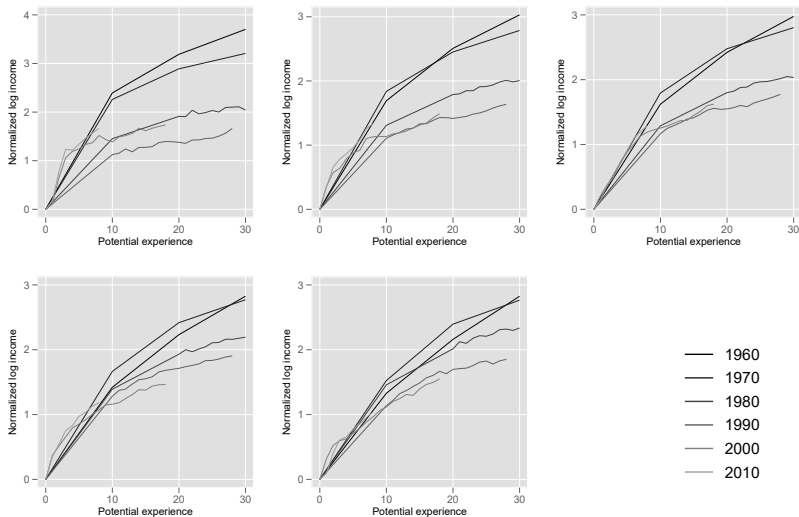 Normalized log income
4
3
2
1
0
0 10 20 30
Potential experience
Normalized log income
3
2
1
0
0 10 20 30
Potential experience
Normalized log income
3
2
1
0
0 10 20 30
Potential experience
Normalized log income
3
2
1
0
0 10 20 30
Potential experience
Normalized log income
3
2
1
0
0 10 20 30
Potential experience
1960
1970
1980
1990
2000
2010